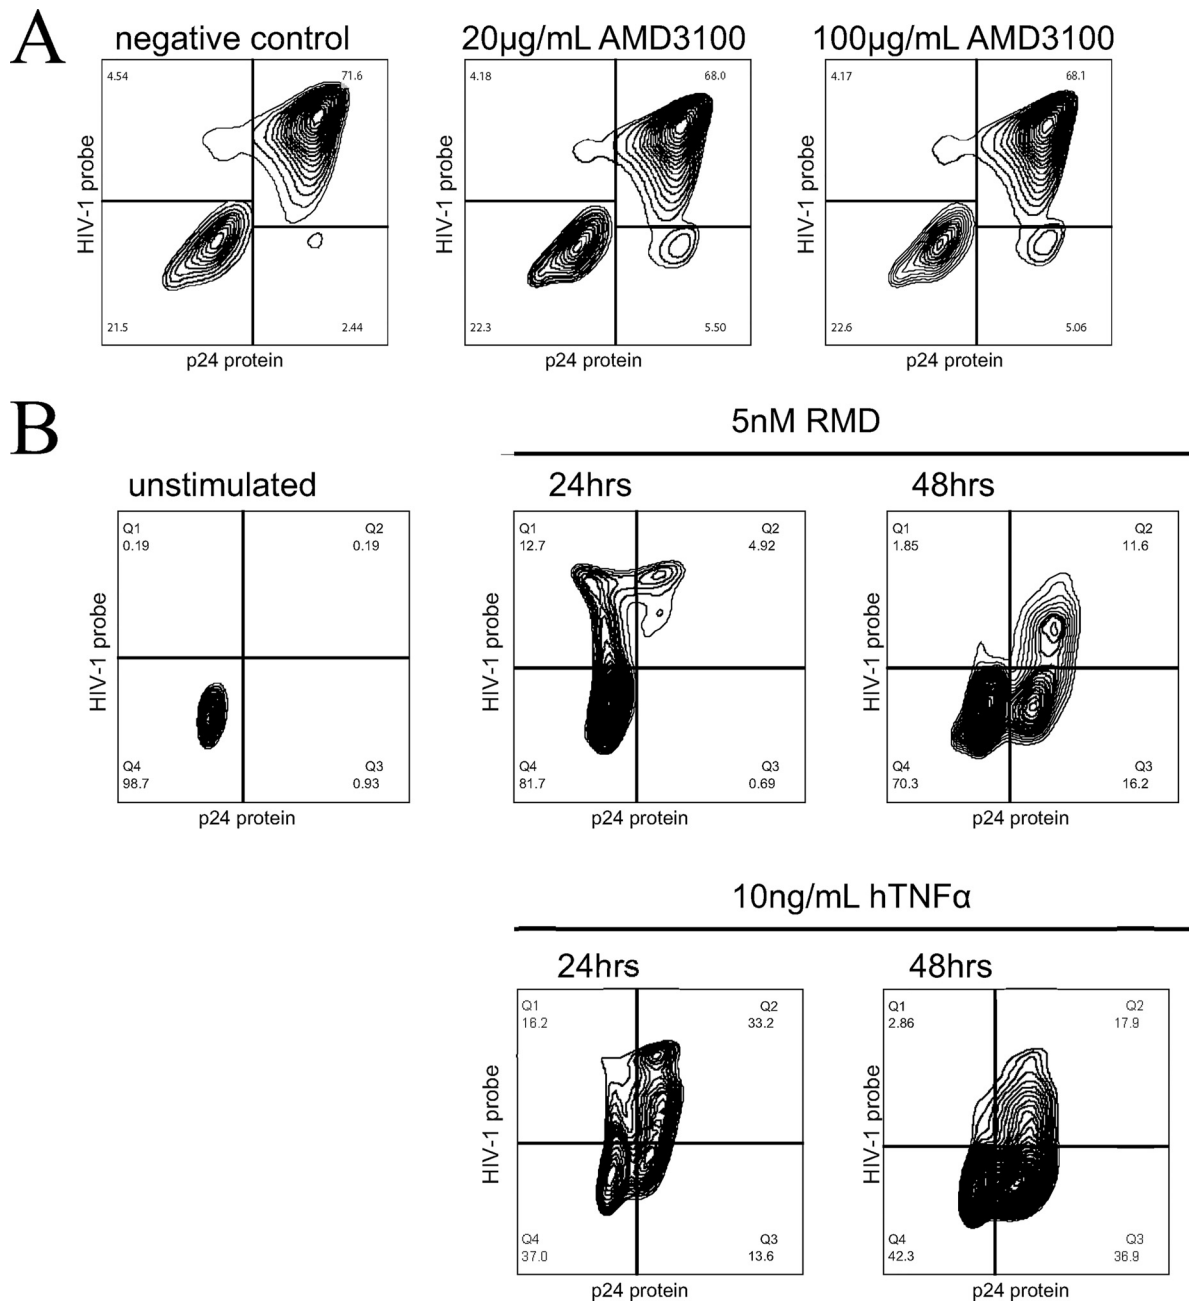 A
negative control
20µg/mL AMD3100
100µg/mL AMD3100
4.54
71.6
HIV-1 probe
21.5
2.44
p24 protein
4.18
68.0
HIV-1 probe
22.3
5.50
p24 protein
4.17
68.1
HIV-1 probe
22.6
5.06
p24 protein
B
5nM RMD
unstimulated
24hrs
48hrs
Q1
0.19
Q2
0.19
HIV-1 probe
Q4
98.7
Q3
0.93
p24 protein
Q1
12.7
Q2
4.92
HIV-1 probe
Q4
81.7
Q3
0.69
p24 protein
Q1
1.85
Q2
11.6
HIV-1 probe
Q4
70.3
Q3
16.2
p24 protein
10ng/mL hTNFα
24hrs
48hrs
Q1
16.2
Q2
33.2
HIV-1 probe
Q4
37.0
Q3
13.6
p24 protein
Q1
2.86
Q2
17.9
HIV-1 probe
Q4
42.3
Q3
36.9
p24 protein